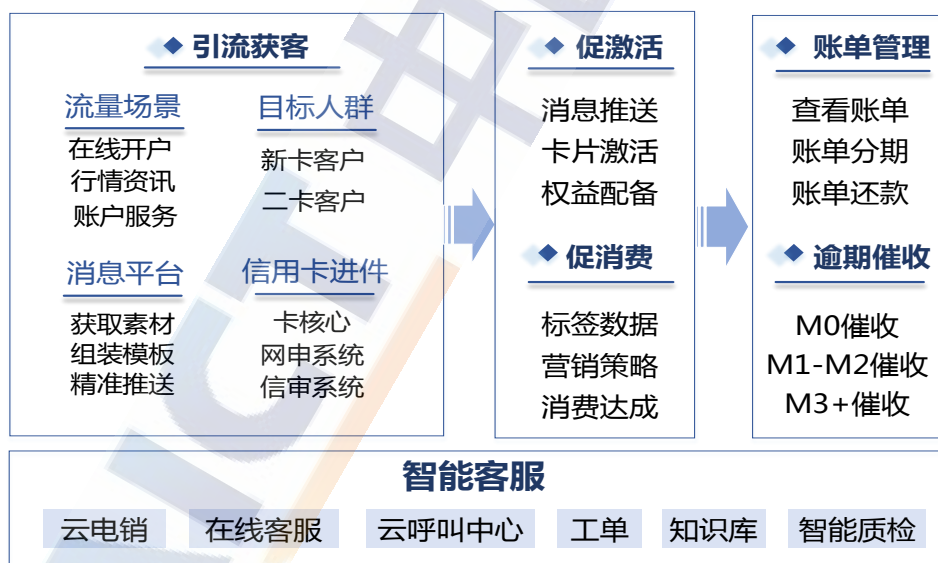 引流获客
流量场景
在线开户
行情资讯
账户服务
目标人群
新卡客户
二卡客户
消息平台
获取素材
组装模板
精准推送
信用卡进件
卡核心
网申系统
信审系统
促激活
消息推送
卡片激活
权益配备
促消费
标签数据
营销策略
消费达成
账单管理
查看账单
账单分期
账单还款
逾期催收
M0催收
M1-M2催收
M3+催收
智能客服
云电销 在线客服 云呼叫中心 工单 知识库 智能质检